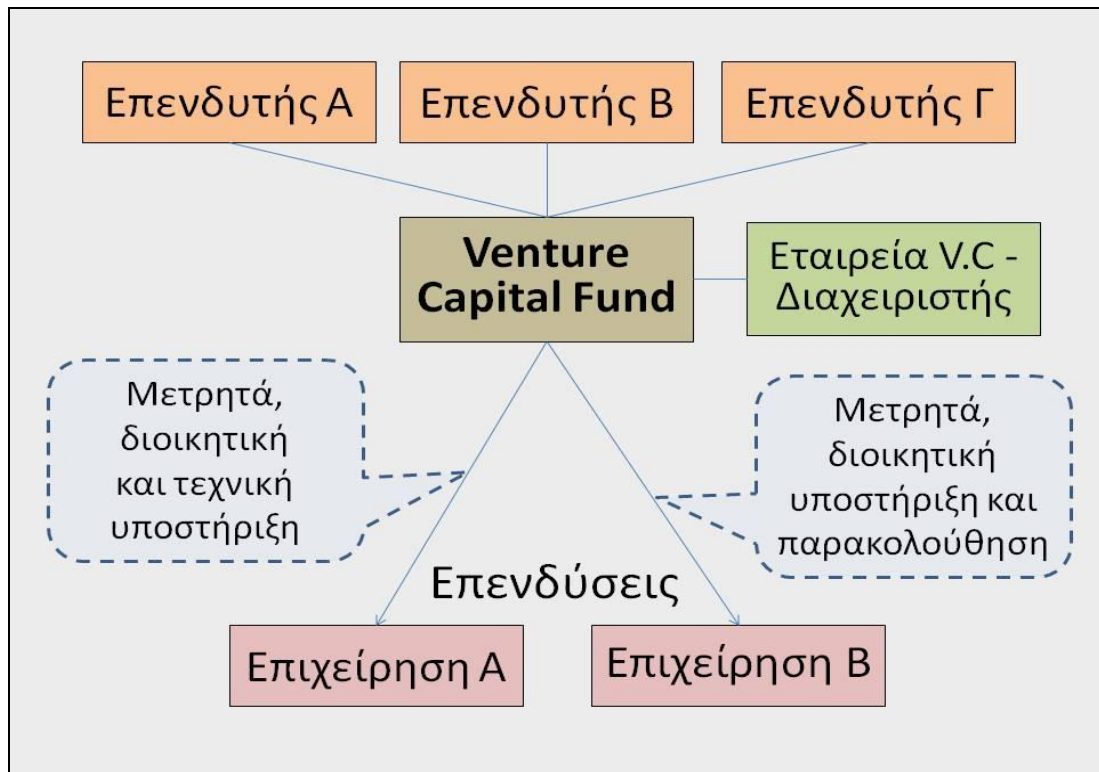 Επενδυτής Α
Επενδυτής Β
Επενδυτής Γ
Venture
Capital Fund
Εταιρεία V.C -
Διαχειριστής
Μετρητά,
διοικητική
και τεχνική
υποστήριξη
Μετρητά,
διοικητική
υποστήριξη και
παρακολούθηση
Επενδύσεις
Επιχείρηση Α
Επιχείρηση Β